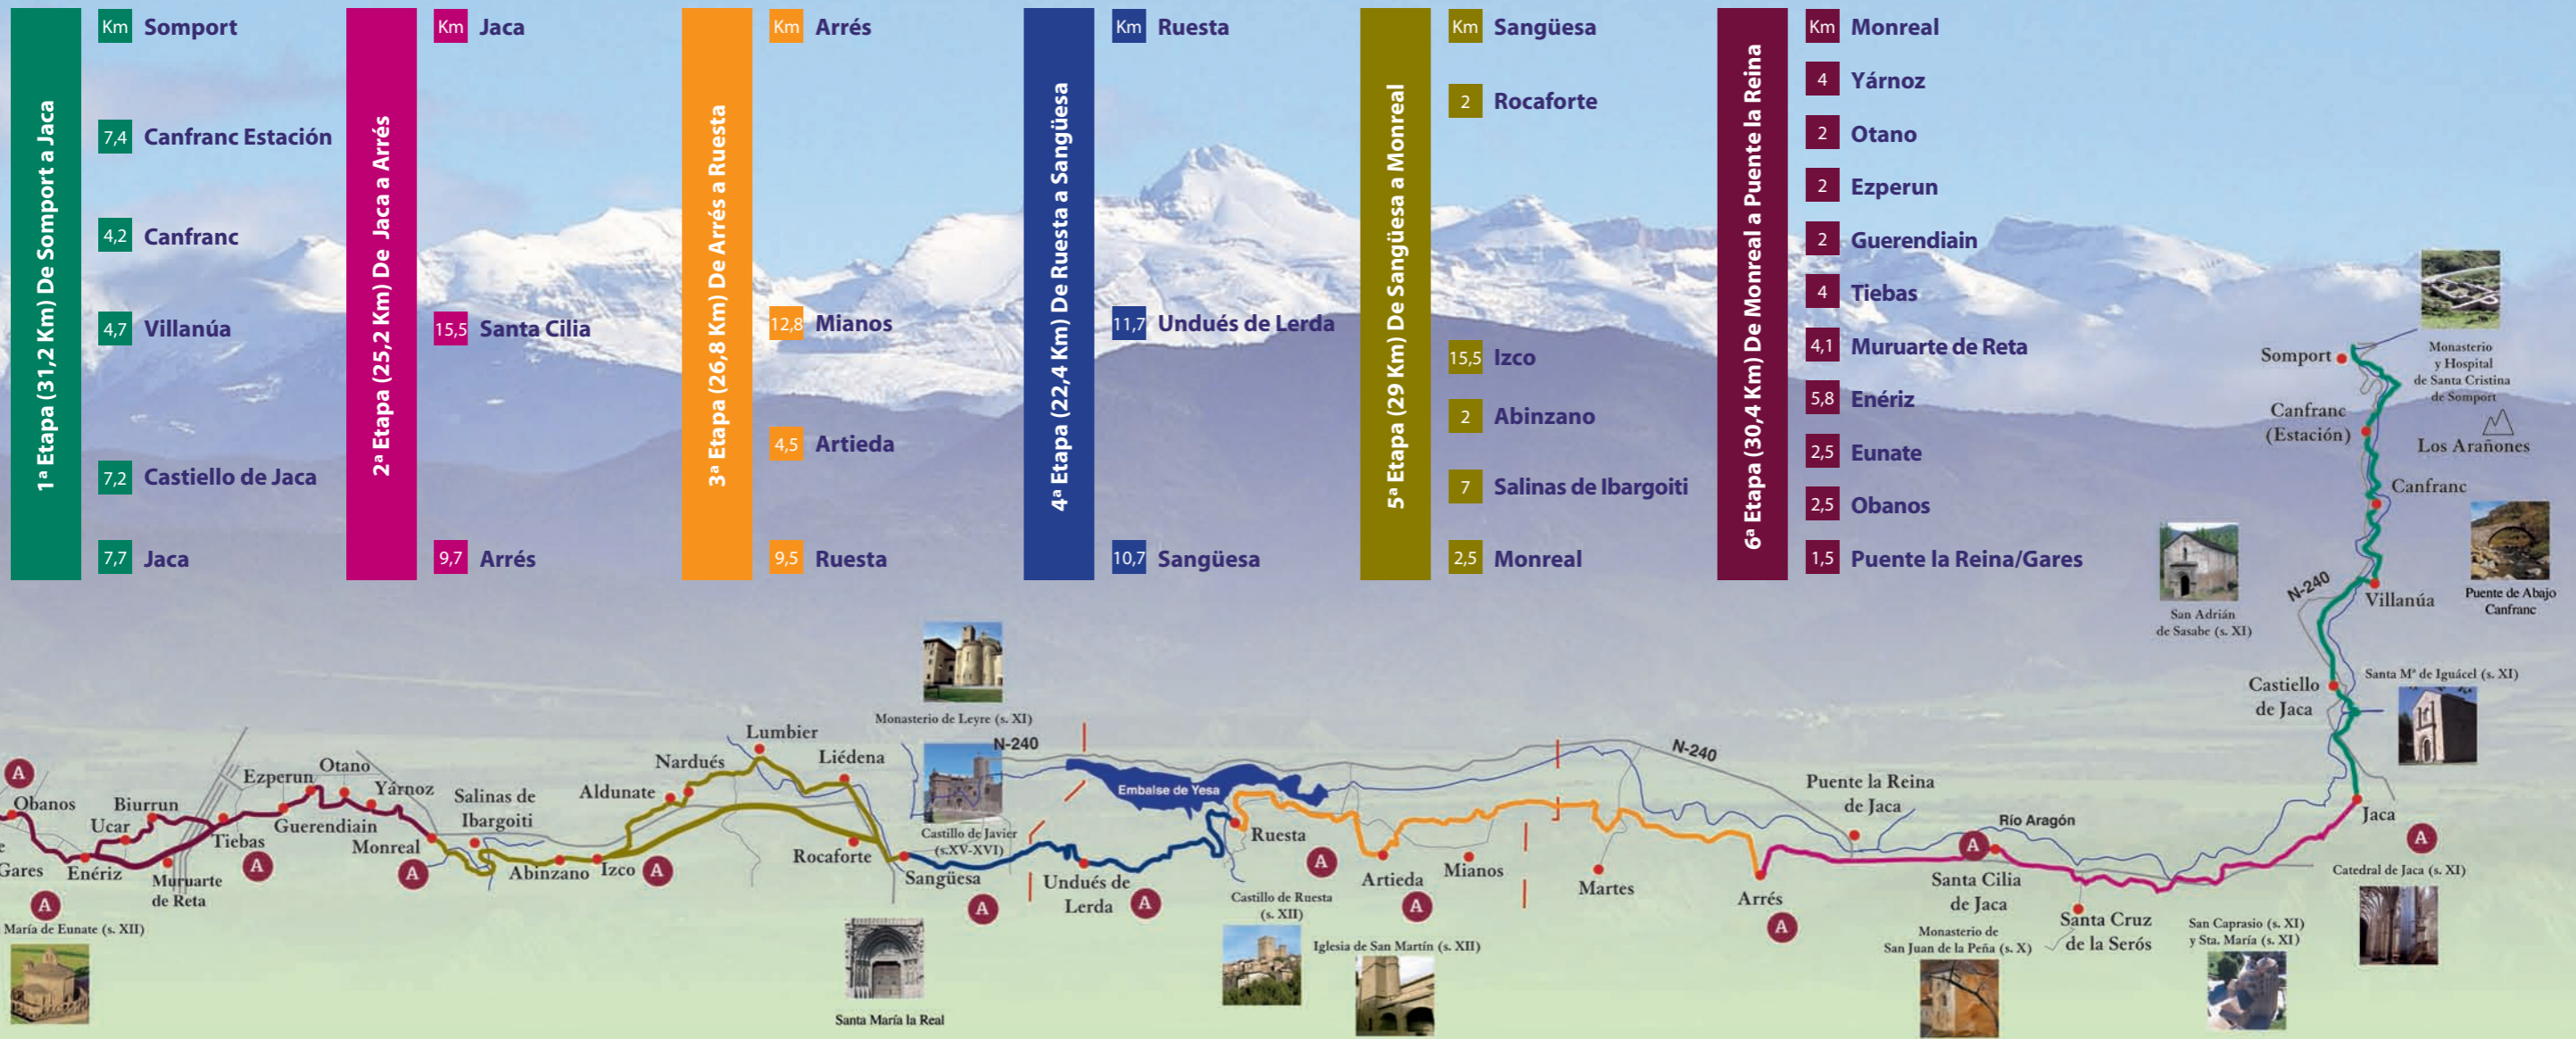 1ª Etapa (31,2 Km) De Somport a Jaca
Km Somport
7,4 Canfranc Estación
4,2 Canfranc
4,7 Villanúa
7,2 Castiello de Jaca
7,7 Jaca
2ª Etapa (25,2 Km) De Jaca a Arrés
Km Jaca
15,5 Santa Cilia
9,7 Arrés
3ª Etapa (26,8 Km) De Arrés a Ruesta
Km Arrés
12,8 Mianos
4,5 Artieda
9,5 Ruesta
4ª Etapa (22,4 Km) De Ruesta a Sangüesa
Km Ruesta
11,7 Undués de Lerda
10,7 Sangüesa
5ª Etapa (29 Km) De Sangüesa a Monreal
Km Sangüesa
2 Rocaforte
15,5 Izco
2 Abinzano
7 Salinas de Ibargoiti
2,5 Monreal
6ª Etapa (30,4 Km) De Monreal a Puente la Reina
Km Monreal
4 Yárnoz
2 Otano
2 Ezperun
2 Guerendiain
4 Tiebas
4,1 Muruarte de Reta
5,8 Enériz
2,5 Eunate
2,5 Obanos
1,5 Puente la Reina/Gares
Somport
Monasterio
y Hospital
de Santa Cristina
de Somport
Canfranc
(Estación)
Los Arañones
Canfranc
N-240
Villanúa
Puente de Abajo
Canfranc
San Adrián
de Sasabe (s. XI)
Castiello
de Jaca
Santa Mª de Iguácel (s. XI)
Jaca
A
Catedral de Jaca (s. XI)
Río Aragón
Puente la Reina
de Jaca
A
Santa Cilia
de Jaca
Santa Cruz
de la Serós
San Caprasio (s. XI)
y Sta. María (s. XI)
Monasterio de
San Juan de la Peña (s. X)
N-240
Arrés
A
Martes
Mianos
Artieda
A
Iglesia de San Martín (s. XII)
Ruesta
A
Castillo de Ruesta
(s. XII)
Embalse de Yesa
N-240
Undués de
Lerda
A
Monasterio de Leyre (s. XI)
Castillo de Javier
(s.XV-XVI)
Sangüesa
A
Santa María la Real
Rocaforte
Liédena
Lumbier
Nardués
Aldunate
Izco
A
Abinzano
Salinas de
Ibargoiti
Monreal
A
Yárnoz
Otano
Ezperun
Guerendiain
Tiebas
A
Muruarte
de Reta
Biurrun
Ucar
Enériz
A
Obanos
e
Gares
A
María de Eunate (s. XII)